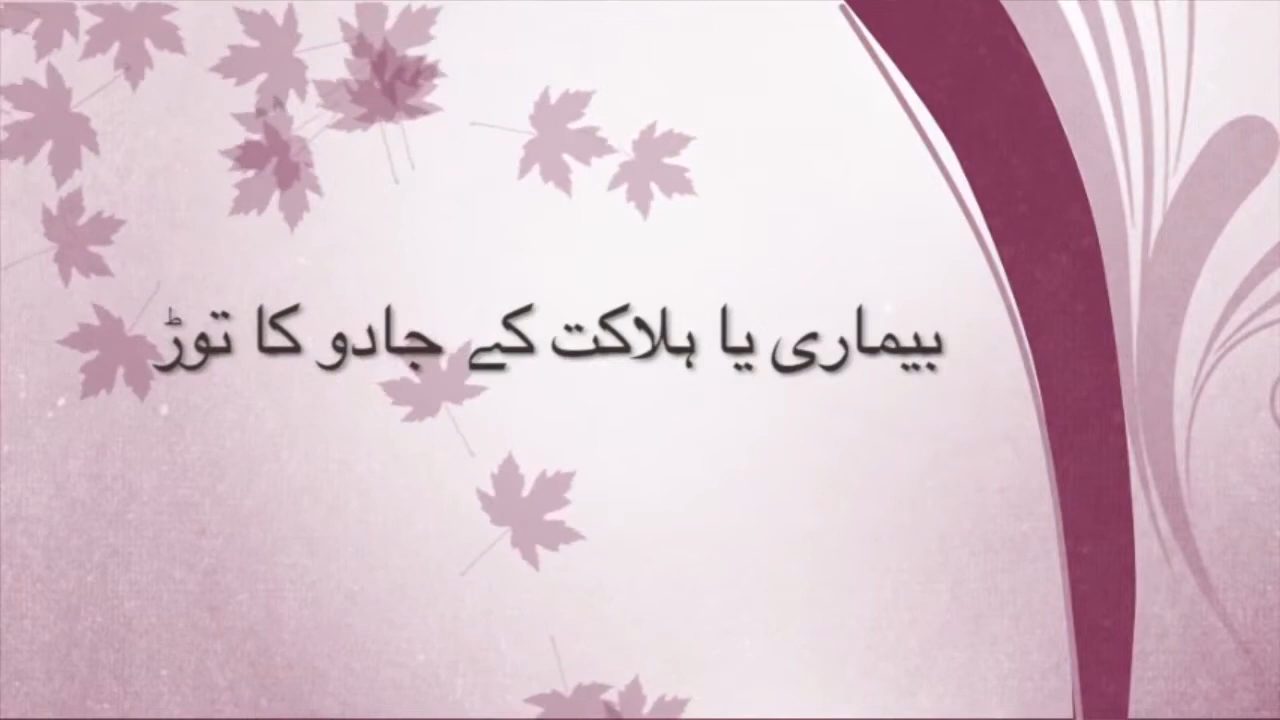 بیماری یا ہلاکت کے جادو کا توڑ